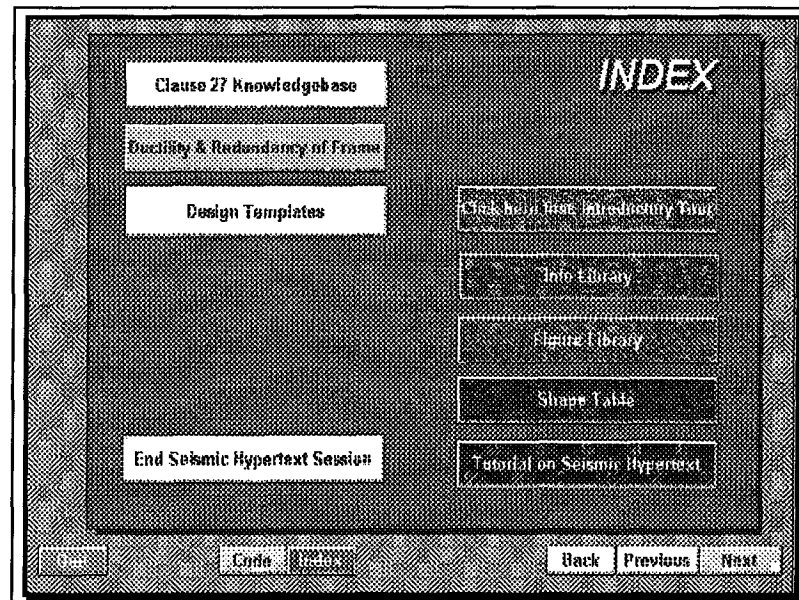 INDEX
Clause 27 Knowledgebase
Ductility & Redundancy of Frame
Design Templates
End Seismic Hypertext Session
Click here Introductory Tour
Info Library
Figure Library
Shape Table
Tutorial on Seismic Hypertext
Code
Index
Back
Previous
Next